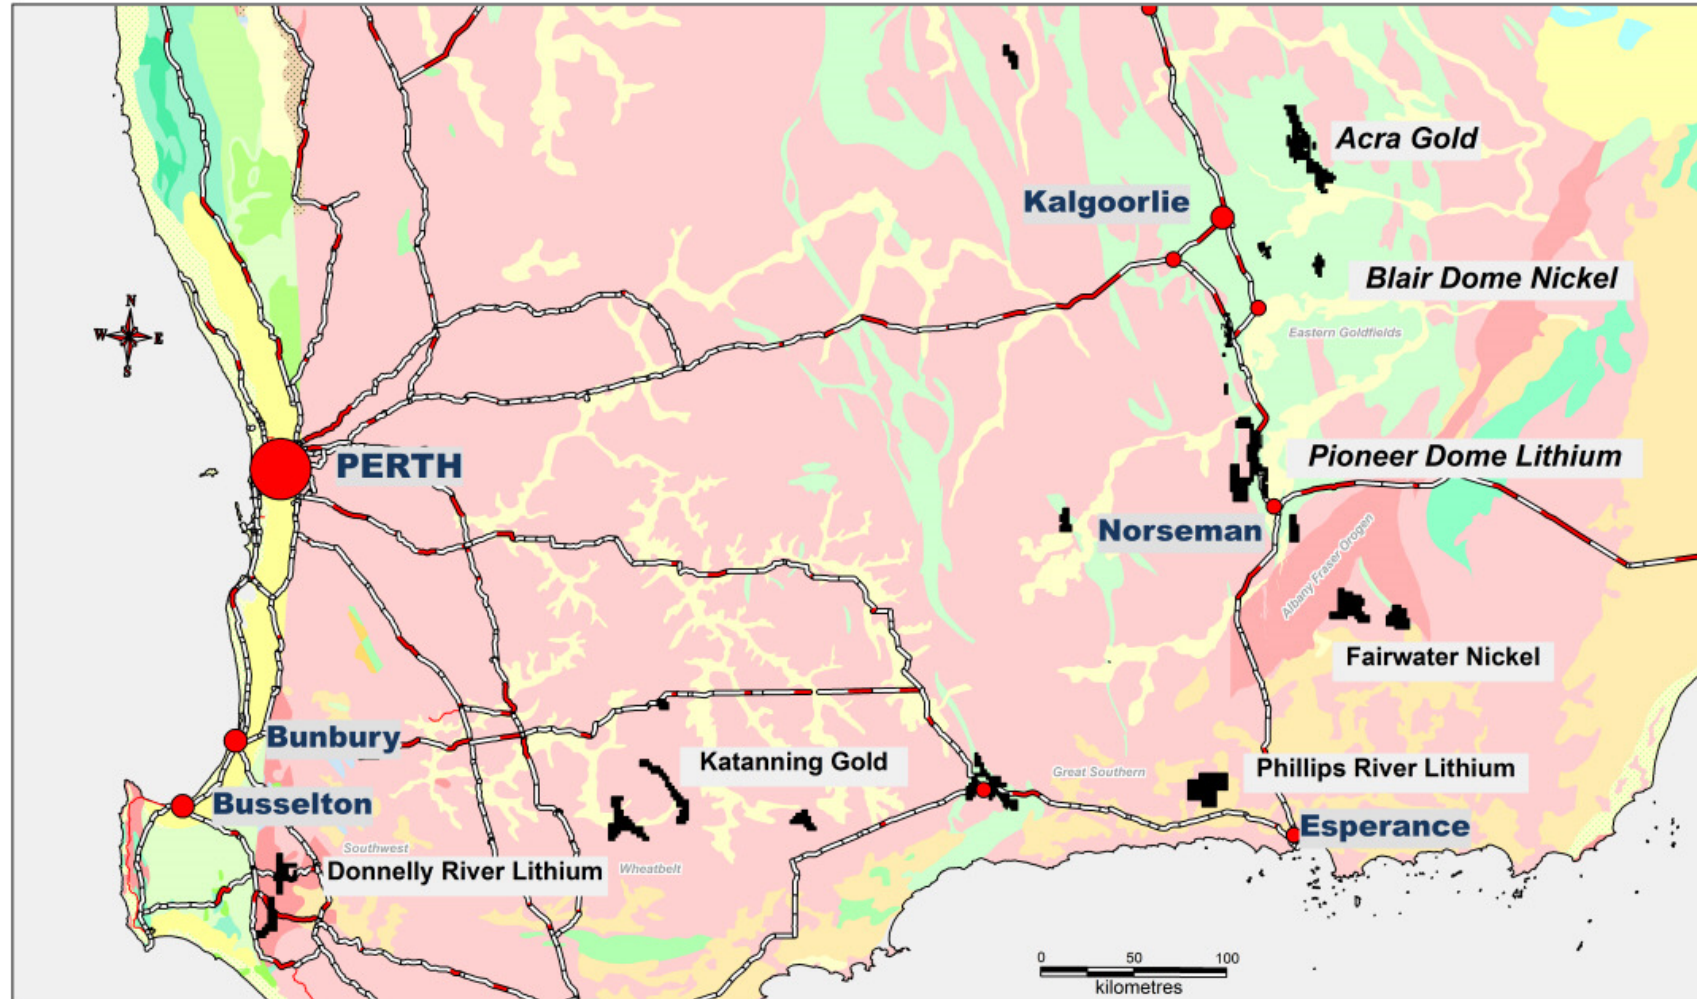 Acra Gold
Kalgoorlie
Blair Dome Nickel
N
W E
S
Eastern Goldfields
PERTH
Pioneer Dome Lithium
Norseman
Albany Fraser Orogen
Fairwater Nickel
Bunbury
Katanning Gold
Great Southern
Phillips River Lithium
Busselton
Esperance
Southwest
Donnelly River Lithium
Wheatbelt
0 50 100
kilometres